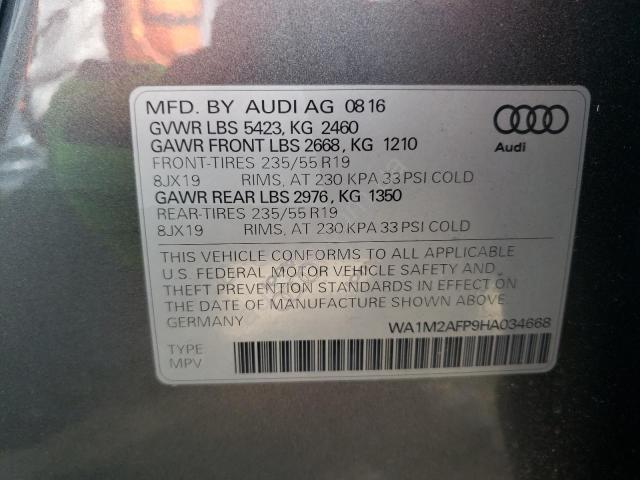 MFD. BY AUDI AG 08 16
GVWR LBS 5423, KG 2460
GAWR FRONT LBS 2668, KG 1210
FRONT-TIRES 235/55 R19
8JX19 RIMS, AT 230 KPA 33 PSI COLD
GAWR REAR LBS 2976, KG 1350
REAR-TIRES 235/55 R19
8JX19 RIMS, AT 230 KPA 33 PSI COLD
Audi
THIS VEHICLE CONFORMS TO ALL APPLICABLE
U.S. FEDERAL MOTOR VEHICLE SAFETY AND
THEFT PREVENTION STANDARDS IN EFFECT ON
THE DATE OF MANUFACTURE SHOWN ABOVE
GERMANY
WA1M2AFP9HA034668
TYPE
MPV